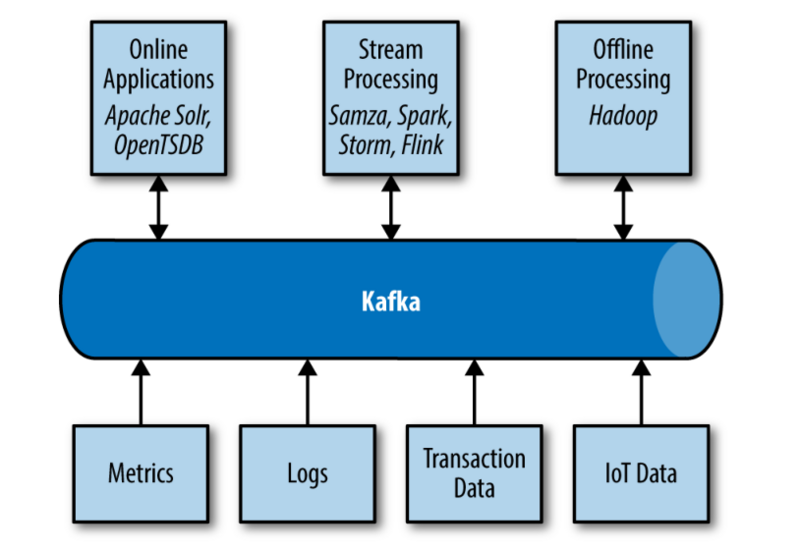 Online
Applications
Apache Solr,
OpenTSDB
Stream
Processing
Samza, Spark,
Storm, Flink
Offline
Processing
Hadoop
Kafka
Metrics
Logs
Transaction
Data
IoT Data